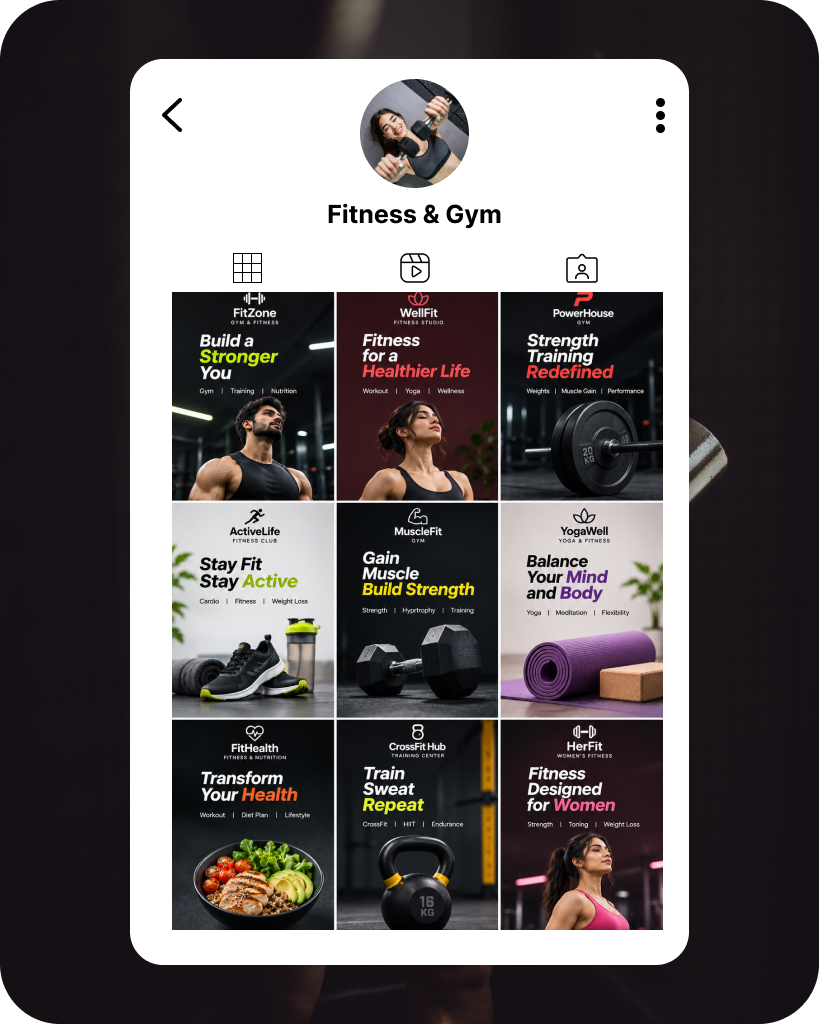 Fitness & Gym
FitZone
GYM & FITNESS
Build a
Stronger
You
Gym | Training | Nutrition
WellFit
FITNESS STUDIO
Fitness
for a
Healthier Life
Workout | Yoga | Wellness
PowerHouse
GYM
Strength
Training
Redefined
Weights | Muscle Gain | Performance
20
KG
20
ActiveLife
FITNESS CLUB
Stay Fit
Stay Active
Cardio | Fitness | Weight Loss
MuscleFit
GYM
Gain
Muscle
Build Strength
Strength | Hyprtrophy | Training
YogaWell
YOGA & FITNESS
Balance
Your Mind
and Body
Yoga | Meditation | Flexibility
FitHealth
FITNESS & NUTRITION
Transform
Your Health
Workout | Diet Plan | Lifestyle
CrossFit Hub
TRAINING CENTER
Train
Sweat
Repeat
CrossFit | HIIT | Endurance
16
KG
HerFit
WOMEN'S FITNESS
Fitness
Designed
for Women
Strength | Toning | Weight Loss